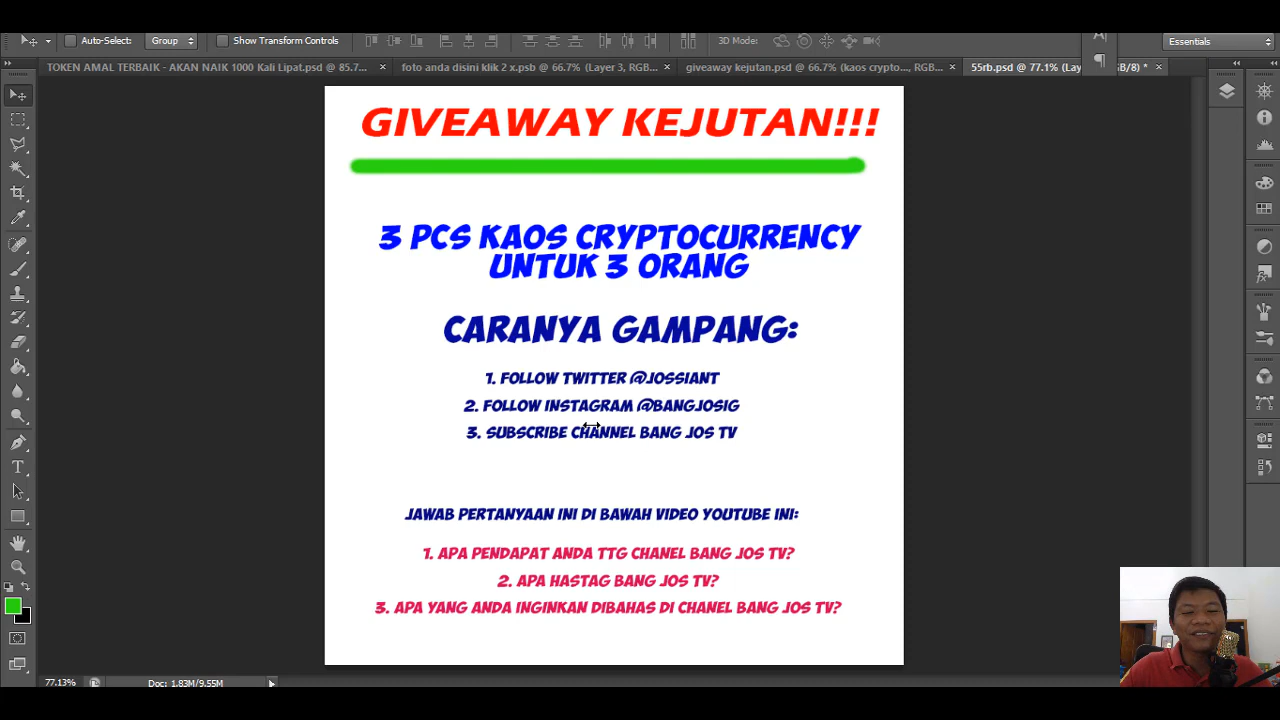 Auto-Select:
Group
Show Transform Controls
3D Mode:
Essentials
TOKEN AMAL TERBAIK - AKAN NAIK 1000 Kali Lipat.psd @ 85.7...
foto anda disini klik 2 x.psb @ 66.7% (Layer 3, RGB...
giveaway kejutan.psd @ 66.7% (kaos crypto..., RGB...
55rb.psd @ 77.1% (Lay
GB/8) *
GIVEAWAY KEJUTAN!!!
3 PCS KAOS CRYPTOCURRENCY
UNTUK 3 ORANG
CARANYA GAMPANG:
1. FOLLOW TWITTER @JOSSIANT
2. FOLLOW INSTAGRAM @BANGJOSIG
3. SUBSCRIBE CHANNEL BANG JOS TV
JAWAB PERTANYAAN INI DI BAWAH VIDEO YOUTUBE INI:
1. APA PENDAPAT ANDA TTG CHANEL BANG JOS TV?
2. APA HASTAG BANG JOS TV?
3. APA YANG ANDA INGINKAN DIBAHAS DI CHANEL BANG JOS TV?
77.13%
Doc: 1.83M/9.55M